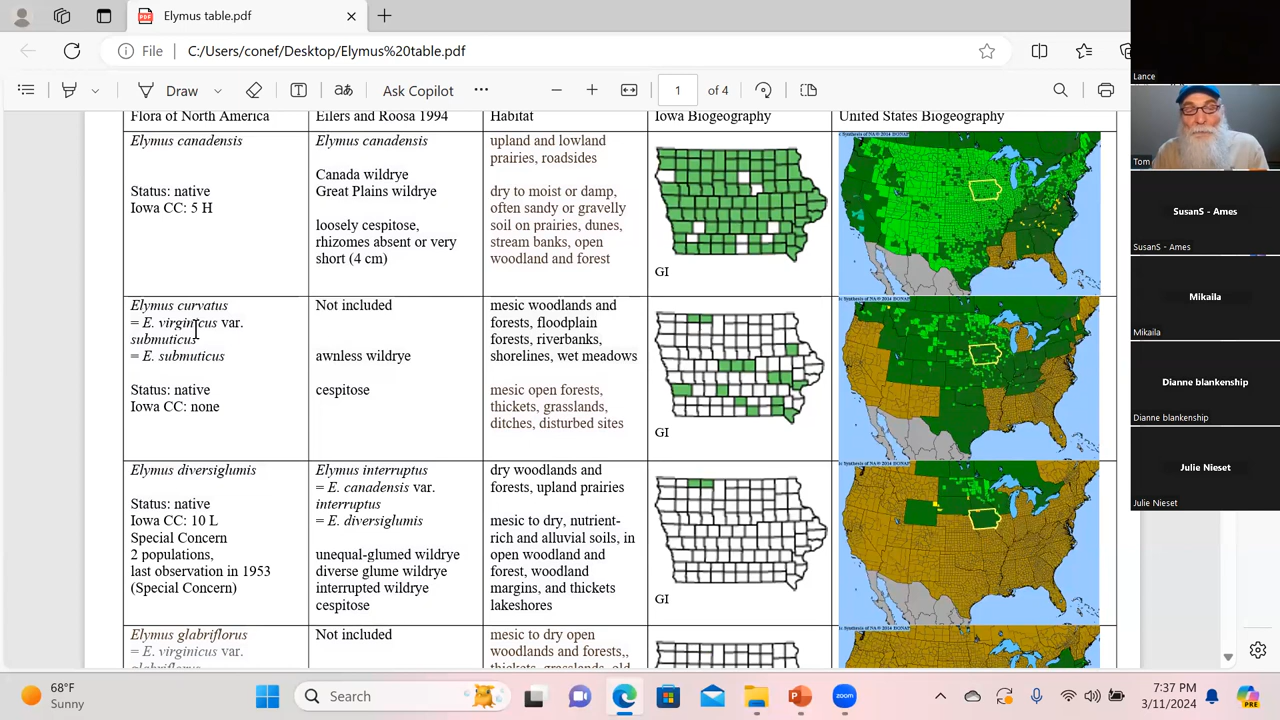 Elymus table.pdf
File
C:/Users/conef/Desktop/Elymus%20table.pdf
Draw
aあ
Ask Copilot
1
of 4
Flora of North America
Eilers and Roosa 1994
Habitat
Iowa Biogeography
United States Biogeography
Elymus canadensis
Status: native
Iowa CC: 5 H
Elymus canadensis
Canada wildrye
Great Plains wildrye
loosely cespitose,
rhizomes absent or very
short (4 cm)
upland and lowland
prairies, roadsides
dry to moist or damp,
often sandy or gravelly
soil on prairies, dunes,
stream banks, open
woodland and forest
GI
Elymus curvatus
= E. virginicus var.
submuticus
= E. submuticus
Status: native
Iowa CC: none
Not included
awnless wildrye
cespitose
mesic woodlands and
forests, floodplain
forests, riverbanks,
shorelines, wet meadows
mesic open forests,
thickets, grasslands,
ditches, disturbed sites
GI
Elymus diversiglumis
Status: native
Iowa CC: 10 L
Special Concern
2 populations,
last observation in 1953
(Special Concern)
Elymus interruptus
= E. canadensis var.
interruptus
= E. diversiglumis
unequal-glumed wildrye
diverse glume wildrye
interrupted wildrye
cespitose
dry woodlands and
forests, upland prairies
mesic to dry, nutrient-
rich and alluvial soils, in
open woodland and
forest, woodland
margins, and thickets
lakeshores
GI
Elymus glabriflorus
= E. virginicus var.
glabriflorus
Not included
mesic to dry open
woodlands and forests,,
thickets, grasslands, old
Lance
Tom
SusanS - Ames
SusanS - Ames
Mikaila
Mikaila
Dianne blankenship
Dianne blankenship
Julie Nieset
Julie Nieset
68°F
Sunny
Search
zoom
7:37 PM
3/11/2024
PRE